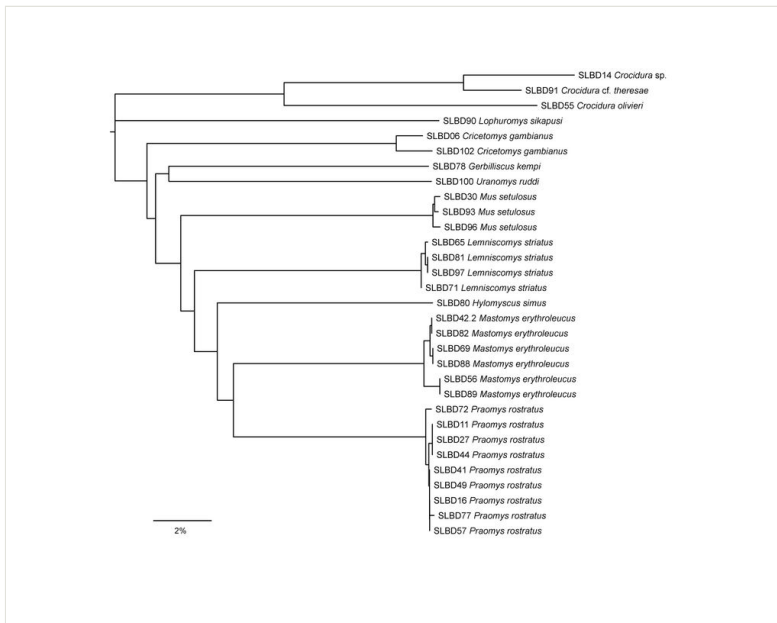 SLBD14 Crocidura sp.
SLBD91 Crocidura cf. theresae
SLBD55 Crocidura olivieri
SLBD90 Lophuromys sikapusi
SLBD06 Cricetomys gambianus
SLBD102 Cricetomys gambianus
SLBD78 Gerbilliscus kempi
SLBD100 Uranomys ruddi
SLBD30 Mus setulosus
SLBD93 Mus setulosus
SLBD96 Mus setulosus
SLBD65 Lemniscomys striatus
SLBD81 Lemniscomys striatus
SLBD97 Lemniscomys striatus
SLBD71 Lemniscomys striatus
SLBD80 Hylomyscus simus
SLBD42.2 Mastomys erythroleucus
SLBD82 Mastomys erythroleucus
SLBD69 Mastomys erythroleucus
SLBD88 Mastomys erythroleucus
SLBD56 Mastomys erythroleucus
SLBD89 Mastomys erythroleucus
SLBD72 Praomys rostratus
SLBD11 Praomys rostratus
SLBD27 Praomys rostratus
SLBD44 Praomys rostratus
SLBD41 Praomys rostratus
SLBD49 Praomys rostratus
SLBD16 Praomys rostratus
SLBD77 Praomys rostratus
SLBD57 Praomys rostratus
2%